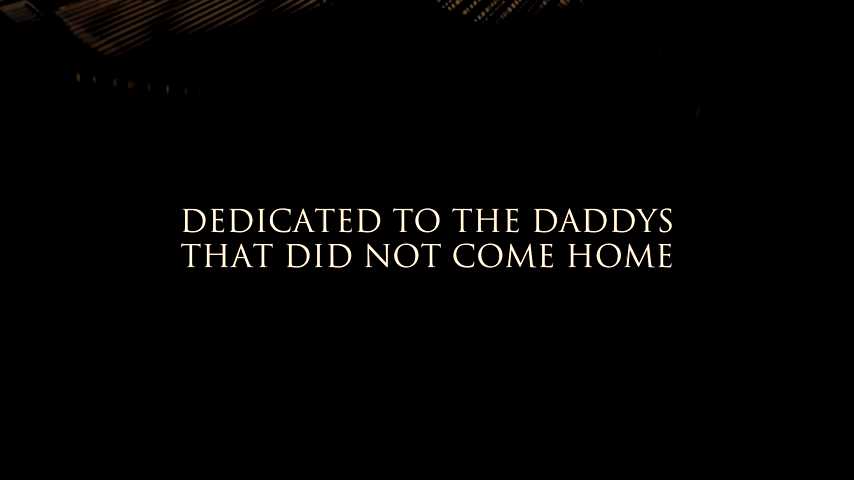 DEDICATED TO THE DADDYS
THAT DID NOT COME HOME